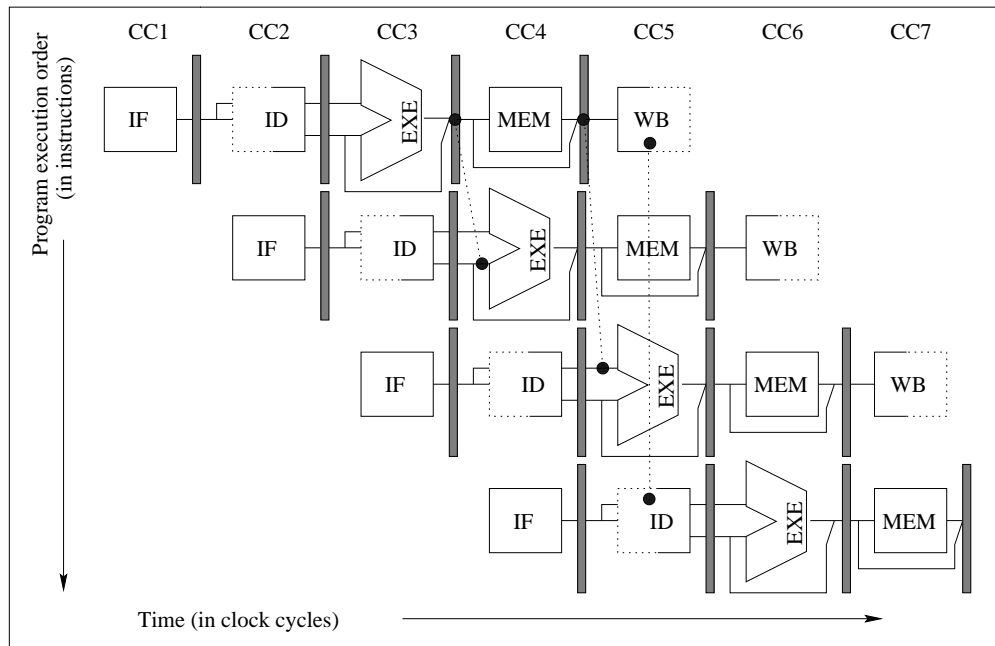 CC1 CC2 CC3 CC4 CC5 CC6 CC7
Program execution order
(in instructions)
IF ID EXE MEM WB
IF ID EXE MEM WB
IF ID EXE MEM WB
IF ID EXE MEM
Time (in clock cycles)